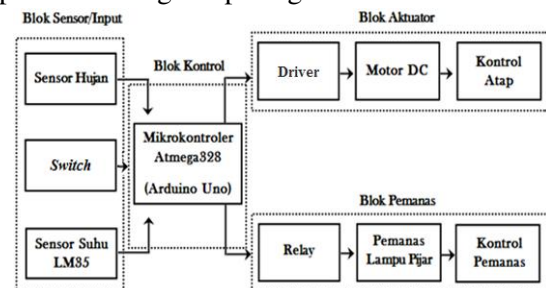 Blok Sensor/Input
Blok Aktuator
Sensor Hujan
Blok Kontrol
Driver
Motor DC
Kontrol
Atap
Switch
Mikrokontroler
Atmega328
(Arduino Uno)
Sensor Suhu
LM35
Blok Pemanas
Relay
Pemanas
Lampu Pijar
Kontrol
Pemanas